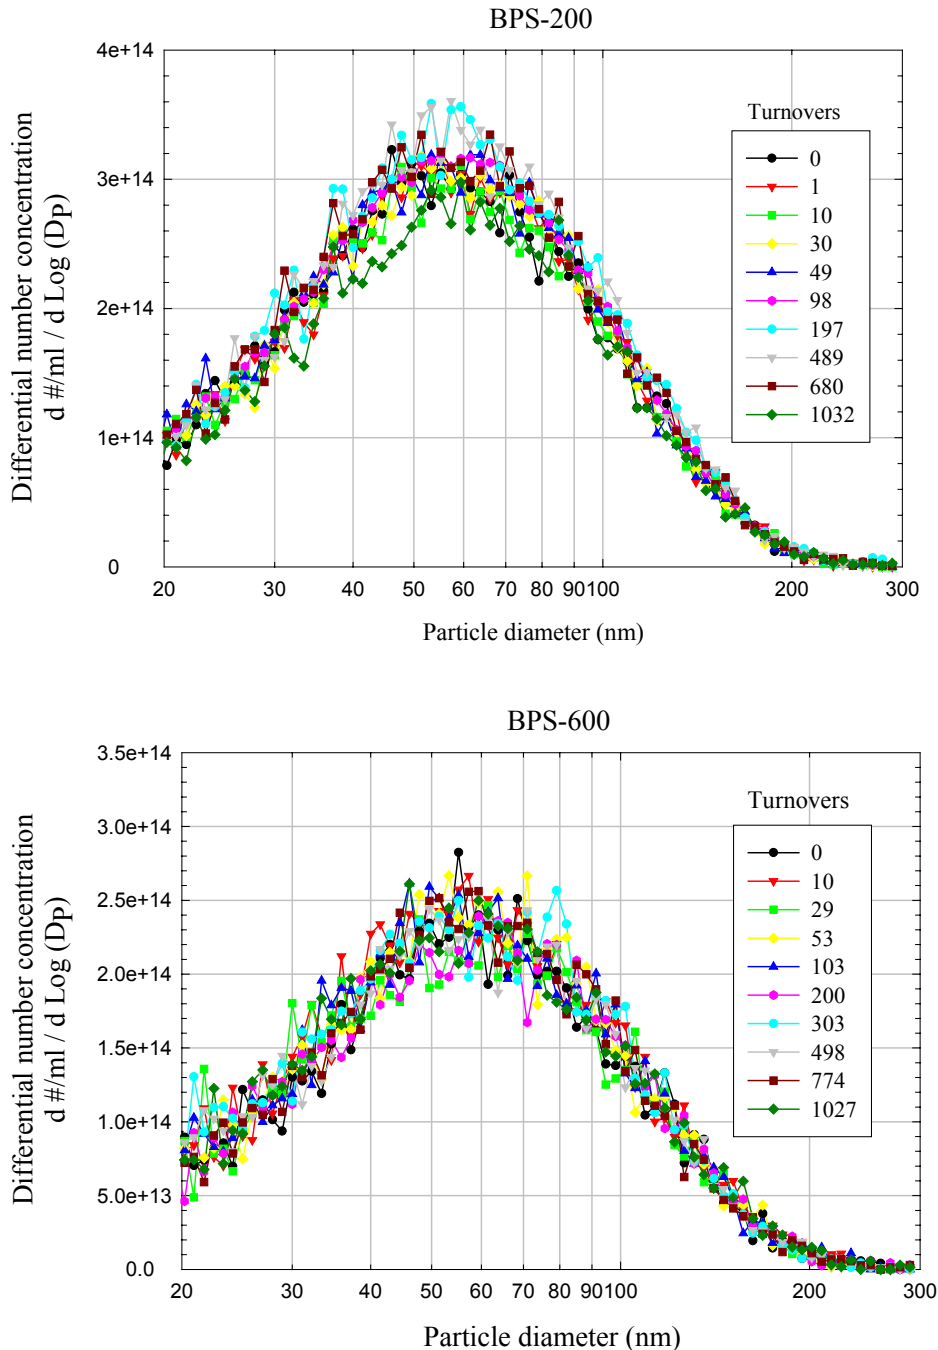 BPS-200
Differential number concentration
d #/ml / d Log (Dp)
4e+14
3e+14
2e+14
1e+14
0
20 30 40 50 60 70 80 90 100 200 300
Particle diameter (nm)
Turnovers
0
1
10
30
49
98
197
489
680
1032
BPS-600
Differential number concentration
d #/ml / d Log (Dp)
3.5e+14
3.0e+14
2.5e+14
2.0e+14
1.5e+14
1.0e+14
5.0e+13
0.0
20 30 40 50 60 70 80 90 100 200 300
Particle diameter (nm)
Turnovers
0
10
29
53
103
200
303
498
774
1027